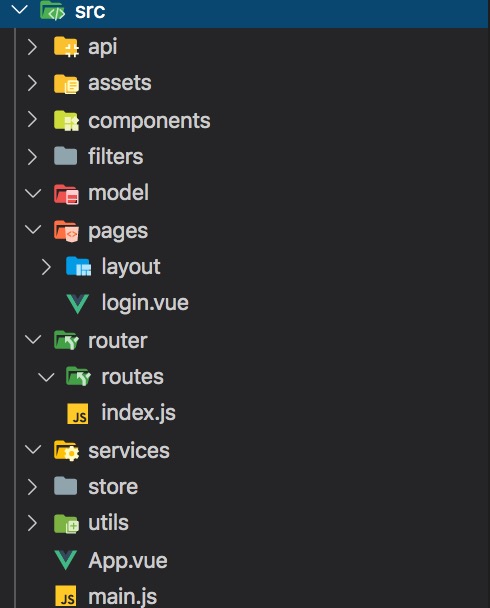 src
api
assets
components
filters
model
pages
layout
login.vue
router
routes
JS index.js
services
store
utils
App.vue
JS main.js